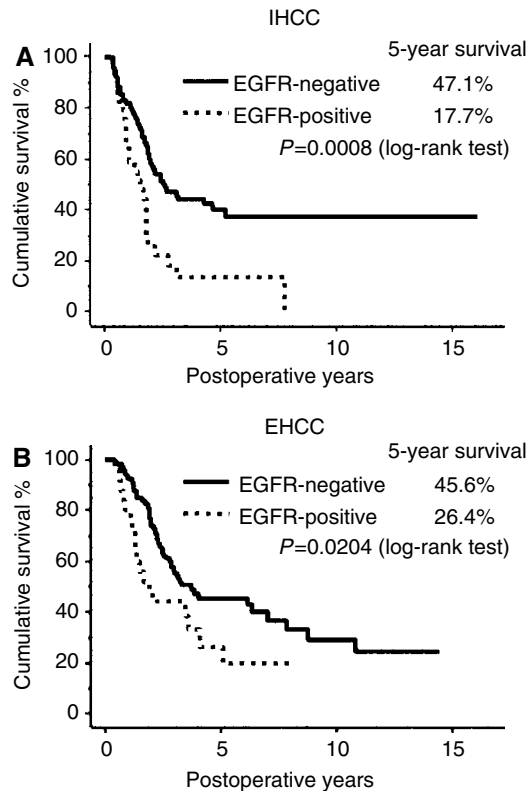 IHCC
A
5-year survival
EGFR-negative 47.1%
EGFR-positive 17.7%
P=0.0008 (log-rank test)
Cumulative survival %
100
80
60
40
20
0
0 5 10 15
Postoperative years
EHCC
B
5-year survival
EGFR-negative 45.6%
EGFR-positive 26.4%
P=0.0204 (log-rank test)
Cumulative survival %
100
80
60
40
20
0
0 5 10 15
Postoperative years